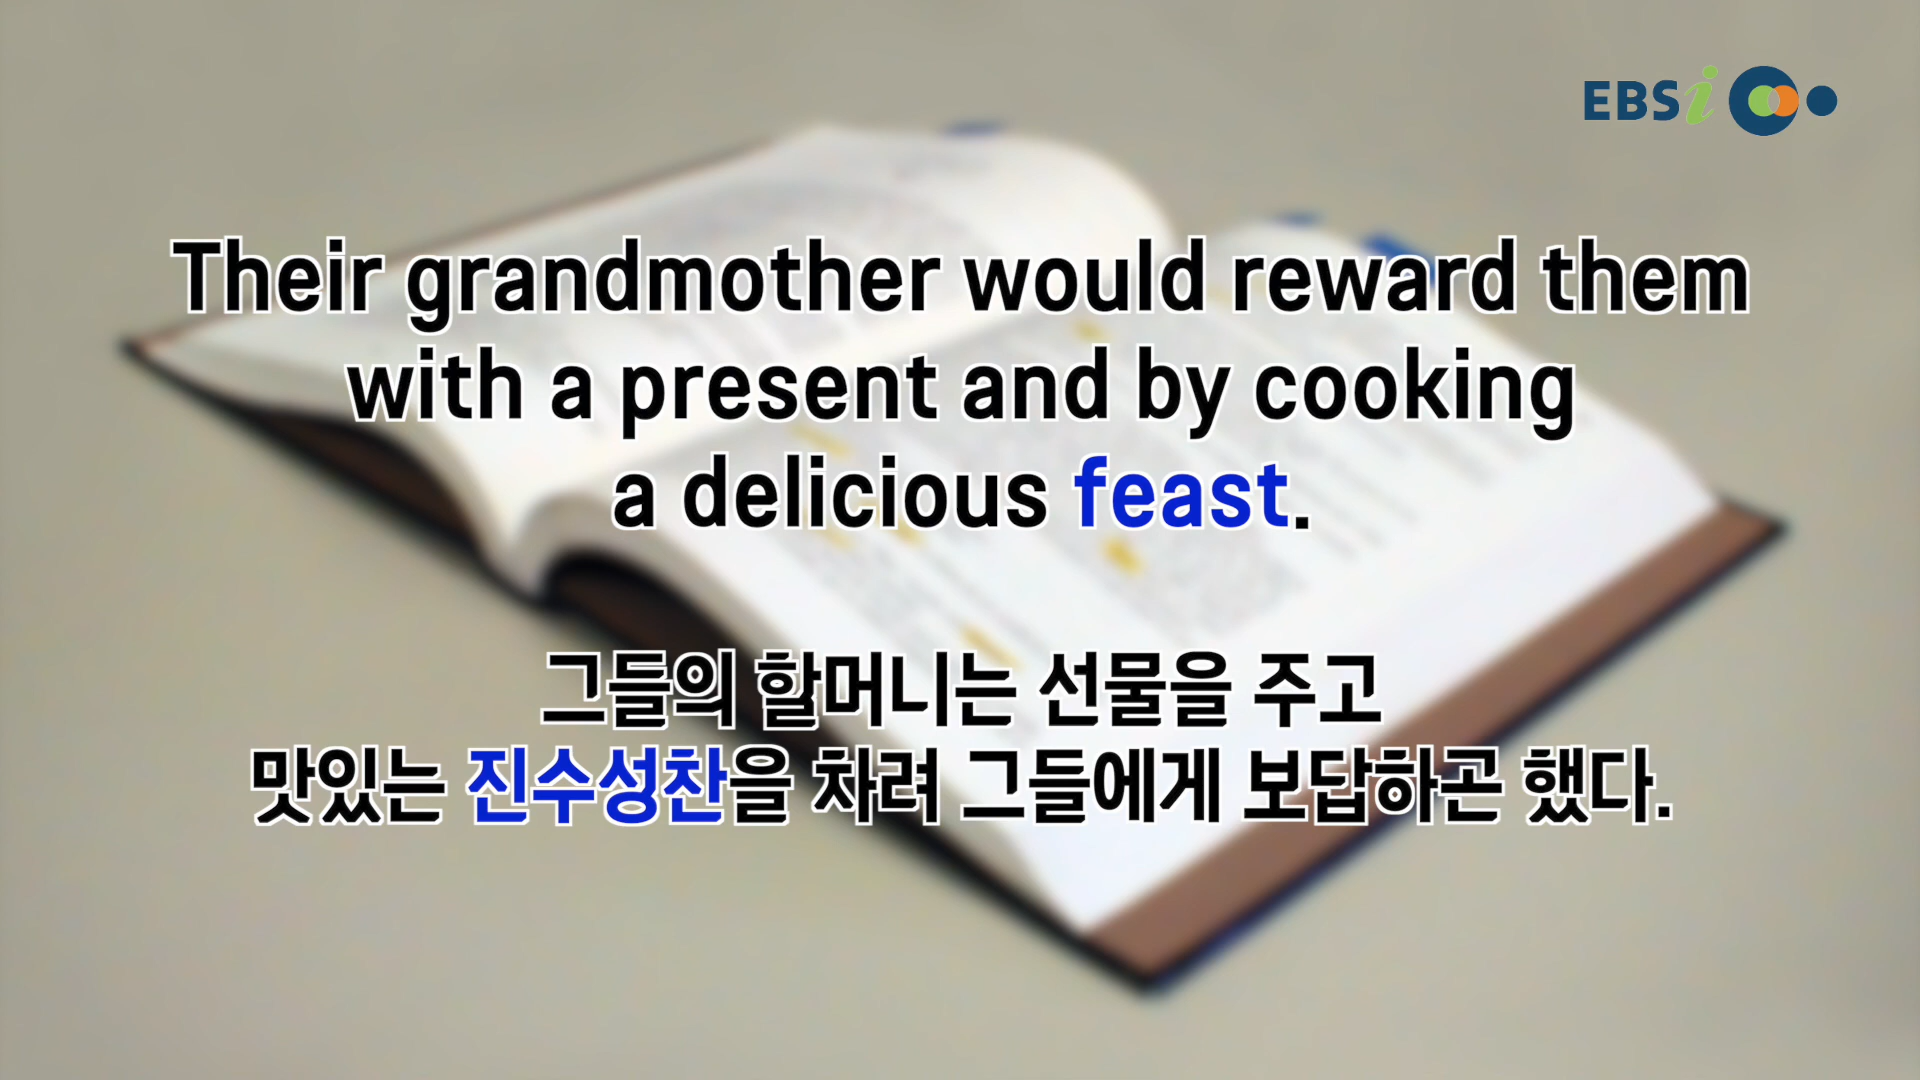 EBSi
Their grandmother would reward them
with a present and by cooking
a delicious feast.
그들의 할머니는 선물을 주고
맛있는 진수성찬을 차려 그들에게 보답하곤 했다.